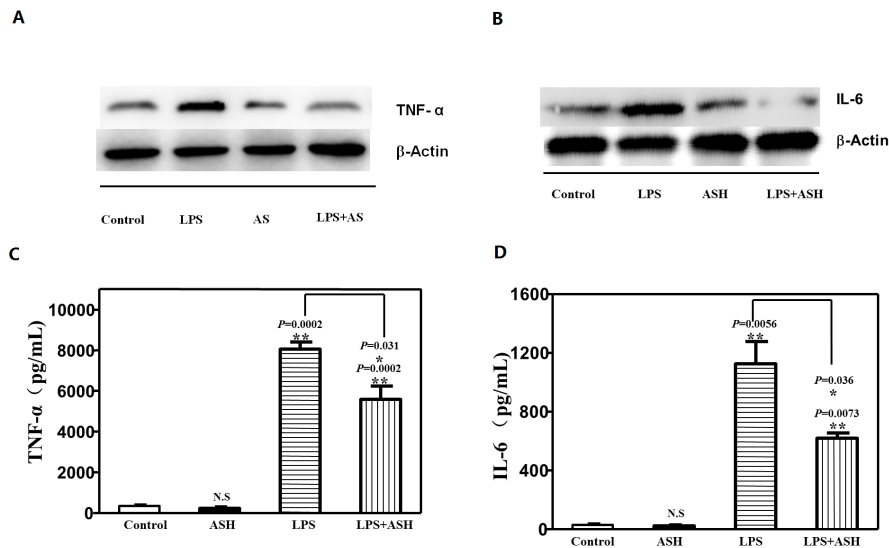 A
TNF- α
β-Actin
Control LPS AS LPS+AS
B
IL-6
β-Actin
Control LPS ASH LPS+ASH
C
TNF-α（pg/mL）
10000
8000
6000
4000
2000
0
P=0.0002
**
P=0.031
*
P=0.0002
**
N.S
Control ASH LPS LPS+ASH
D
IL-6 （pg/mL）
1600
1200
800
400
0
P=0.0056
**
P=0.036
*
P=0.0073
**
N.S
Control ASH LPS LPS+ASH